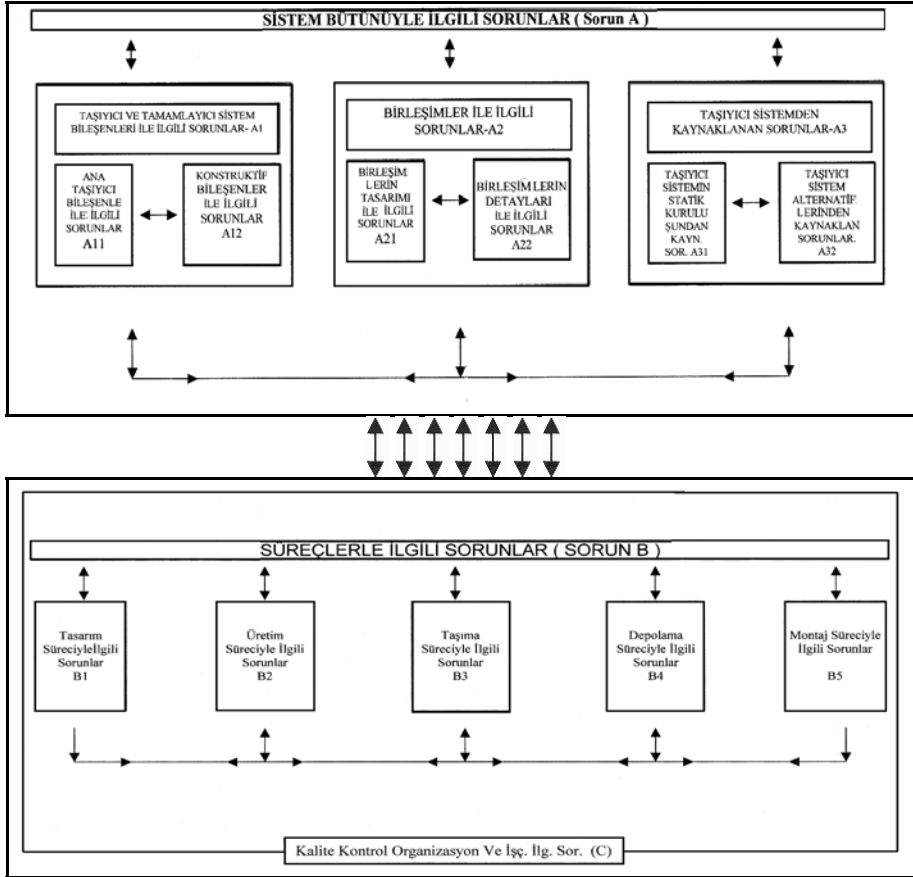 SİSTEM BÜTÜNÜYLE İLGİLİ SORUNLAR ( Sorun A )
TAŞIYICI VE TAMAMLAYICI SİSTEM
BİLEŞENLERİ İLE İLGİLİ SORUNLAR- A1
ANA
TAŞIYICI
BİLEŞENLE
İLE İLGİLİ
SORUNLAR
A11
KONSTRUKTİF
BİLEŞENLER
İLE İLGİLİ
SORUNLAR
A12
BİRLEŞİMLER İLE İLGİLİ
SORUNLAR-A2
BİRLEŞİM
LERİN
TASARIMI
İLE İLGİLİ
SORUNLAR
A21
BİRLEŞİM LERİN
DETAYLARI
İLE İLGİLİ
SORUNLAR
A22
TAŞIYICI SİSTEMDEN
KAYNAKLANAN SORUNLAR-A3
TAŞIYICI
SİSTEMİN
STATİK
KURULU
ŞUNDAN
KAYN.
SOR. A31
TAŞIYICI
SİSTEM
ALTERNATİF
LERİNDEN
KAYNAKLAN
SORUNLAR.
A32
SÜREÇLERLE İLGİLİ SORUNLAR ( SORUN B )
Tasarım
Süreciyleİlgili
Sorunlar
B1
Üretim
Süreciyle İlgili
Sorunlar
B2
Taşıma
Süreciyle İlgili
Sorunlar
B3
Depolama
Süreciyle İlgili
Sorunlar
B4
Montaj Süreciyle
İlgili Sorunlar
B5
Kalite Kontrol Organizasyon Ve İşç. İlg. Sor. (C)